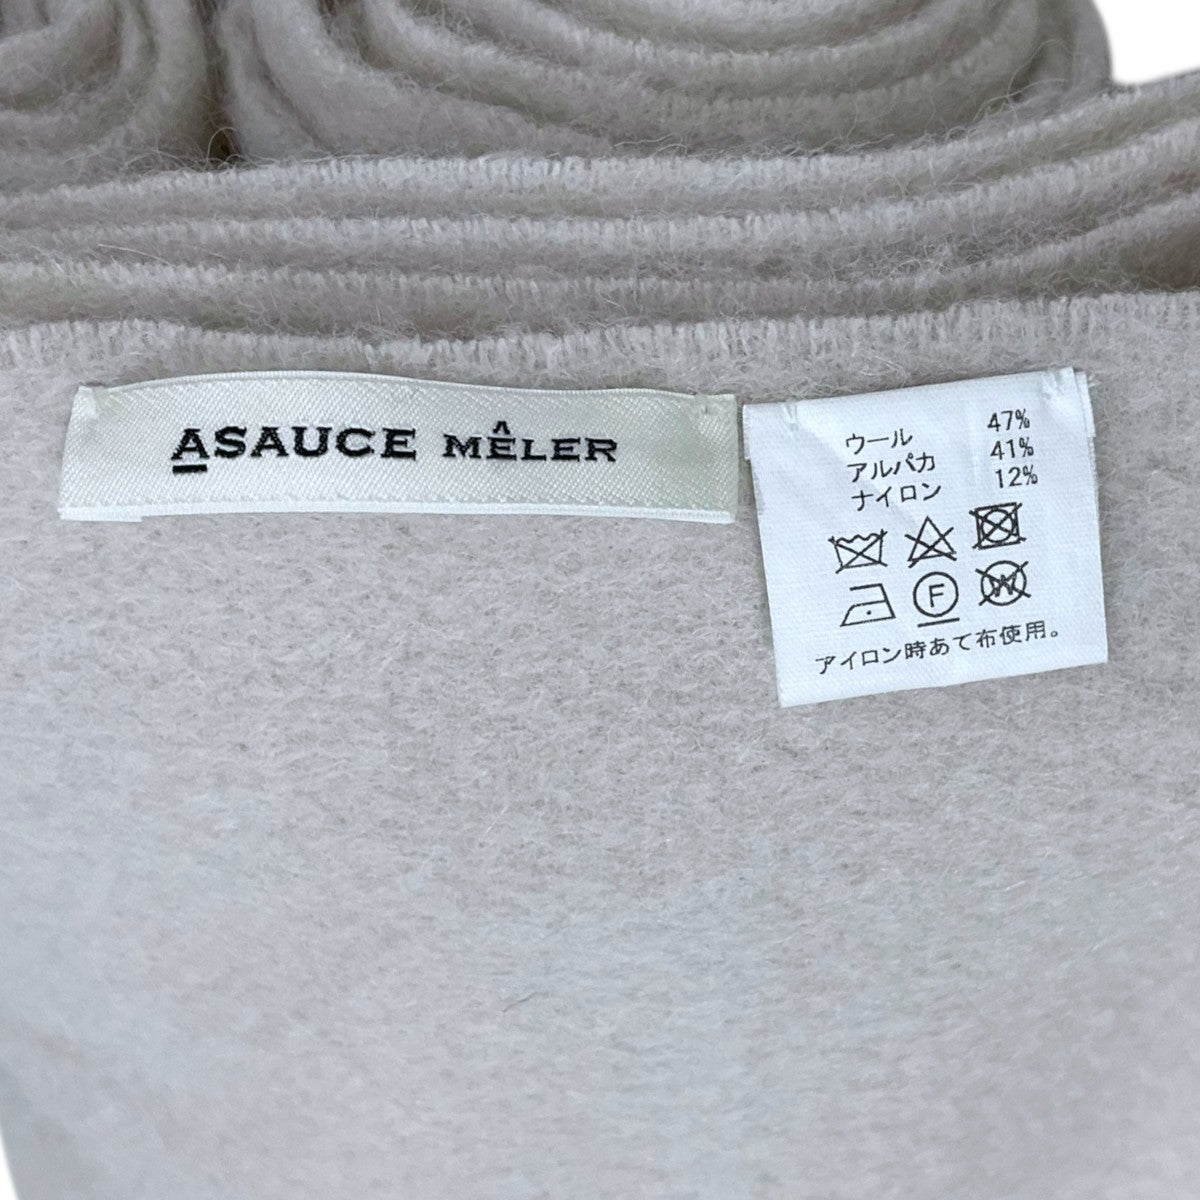 ASAUCE MÊLER
ウール 47%
アルパカ 41%
ナイロン 12%
F W
アイロン時あて布使用。